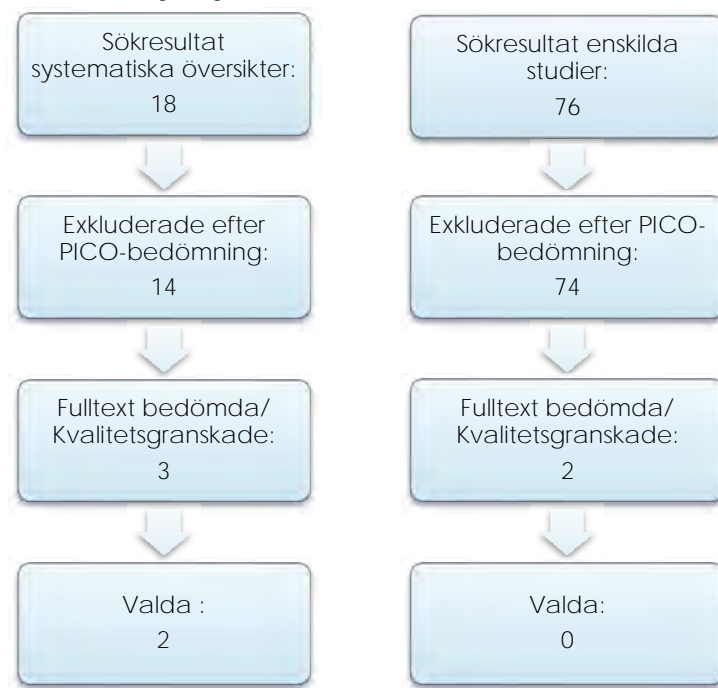 Sökresultat
systematiska översikter:
18
Exkluderade efter
PICO-bedömning:
14
Fulltext bedömda/
Kvalitetsgranskade:
3
Valda :
2
Sökresultat enskilda
studier:
76
Exkluderade efter PICO-
bedömning:
74
Fulltext bedömda/
Kvalitetsgranskade:
2
Valda:
0